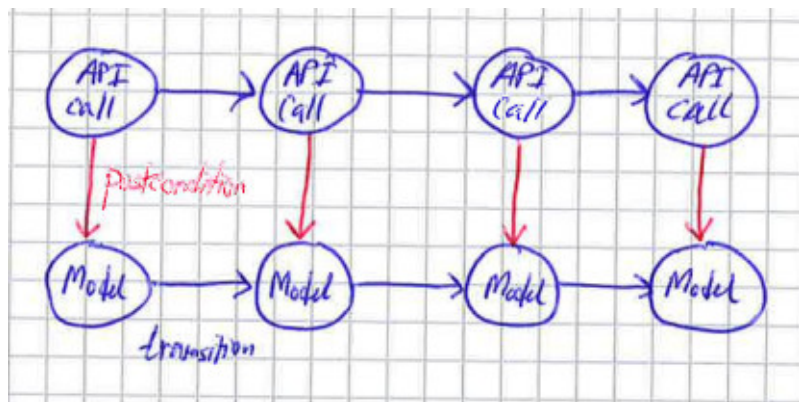 API
call
API
Call
API
Call
API
Call
postcondition
Model
Model
Model
Model
transition